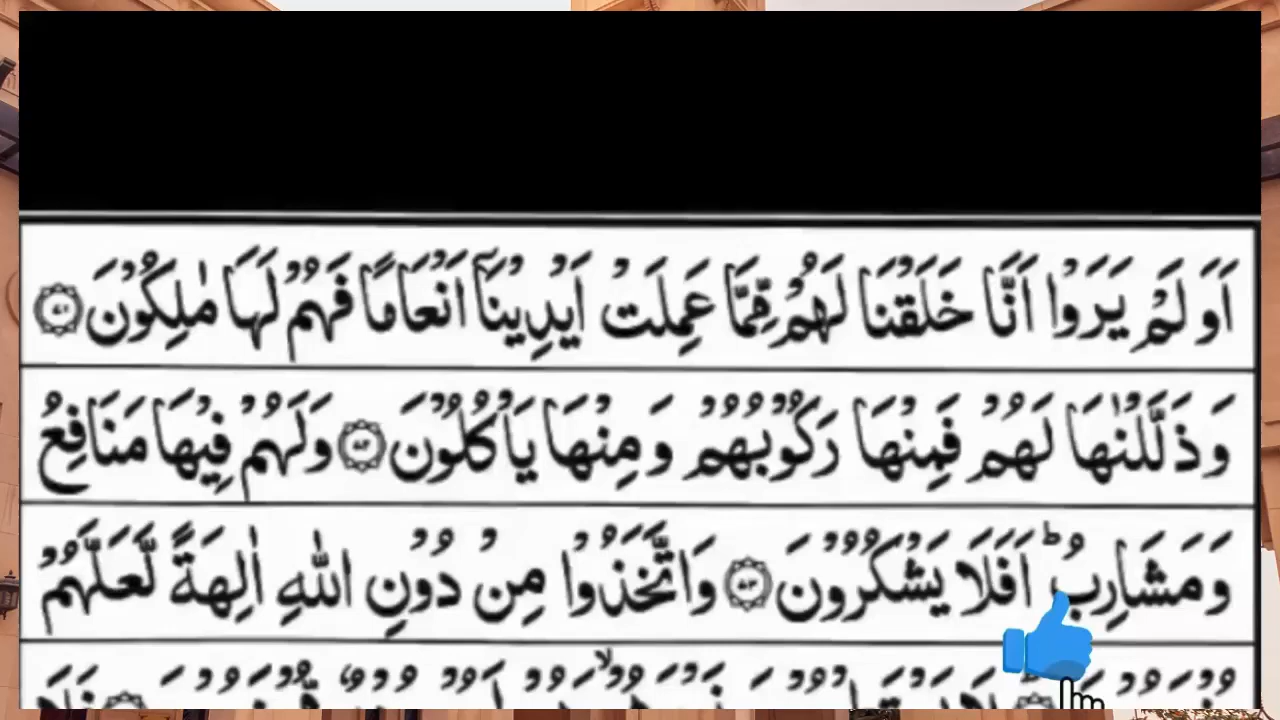 اَوَلَمْ يَرَوْا اَنَّا خَلَقْنَا لَهُمْ مِّمَّا عَمِلَتْ اَيْدِيْنَاۤ اَنْعَامًا فَهُمْ لَهَا مٰلِكُوْنَ
وَذَلَّلْنٰهَا لَهُمْ فَمِنْهَا رَكُوْبُهُمْ وَمِنْهَا يَاْكُلُوْنَ وَلَهُمْ فِيْهَا مَنَافِعُ
وَمَشَارِبُ ؕ اَفَلَا يَشْكُرُوْنَ وَاتَّخَذُوْا مِنْ دُوْنِ اللّٰهِ اٰلِهَةً لَّعَلَّهُمْ